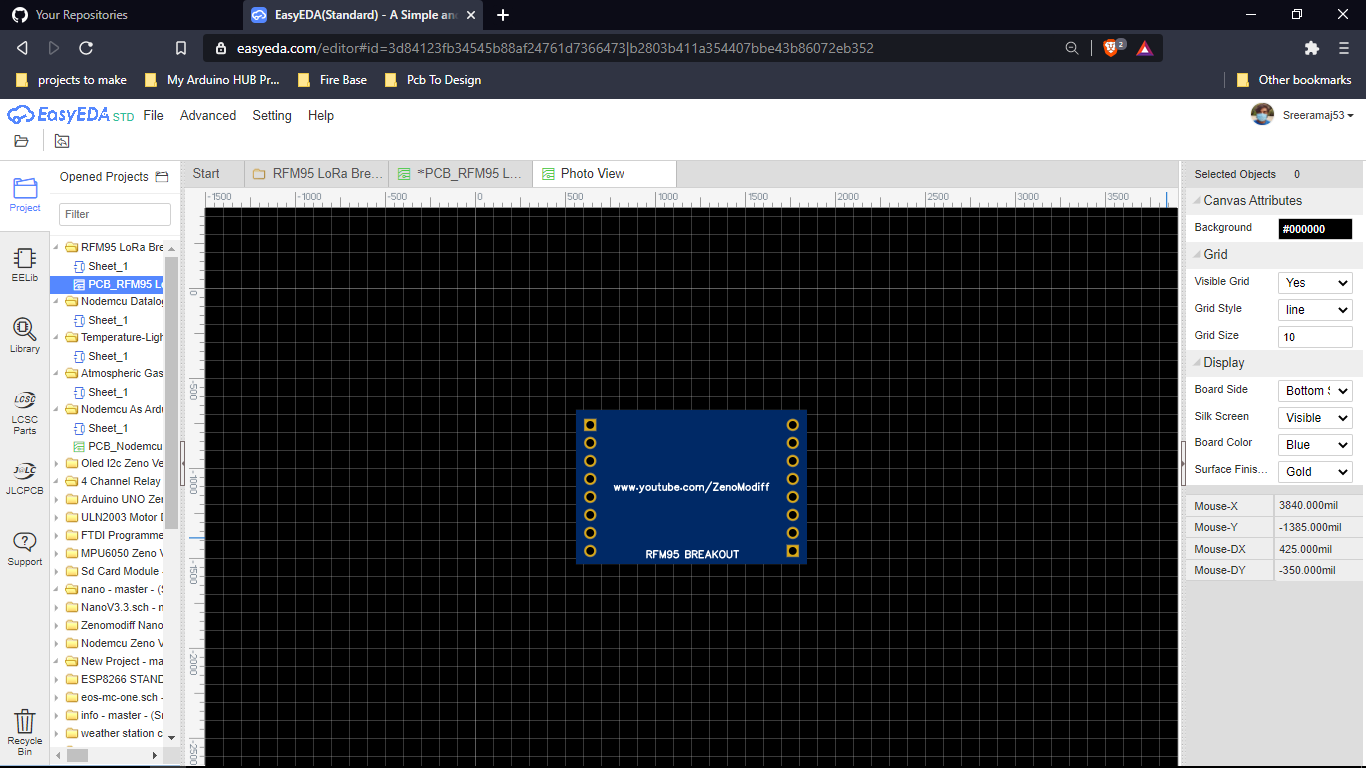 Your Repositories
EasyEDA(Standard) - A Simple and
easyeda.com/editor#id=3d84123fb34545b88af24761d7366473|b2803b411a354407bbe43b86072eb352
2
projects to make
My Arduino HUB Pr...
Fire Base
Pcb To Design
Other bookmarks
EasyEDA STD
File
Advanced
Setting
Help
Sreeramaj53
Project
EELib
Library
LCSC
LCSC
Parts
J@LC
JLCPCB
Support
Recycle
Bin
Opened Projects
Filter
RFM95 LoRa Bre
Sheet_1
PCB_RFM95 L
Nodemcu Datalo
Sheet_1
Temperature-Ligh
Sheet_1
Atmospheric Gas
Sheet_1
Nodemcu As Ard
Sheet_1
PCB_Nodemcu
Oled I2c Zeno Ve
4 Channel Relay
Arduino UNO Ze
ULN2003 Motor D
FTDI Programme
MPU6050 Zeno V
Sd Card Module -
nano - master - (S
NanoV3.3.sch - n
Zenomodiff Nano
Nodemcu Zeno V
New Project - ma
ESP8266 STAND
eos-mc-one.sch -
info - master - (Sr
weather station c
Start
RFM95 LoRa Bre...
*PCB_RFM95 L...
Photo View
-1500 -1000 -500 0 500 1000 1500 2000 2500 3000 3500
0
-500
-1000
-1500
-2000
-2500
www.youtube.com/ZenoModiff
RFM95 BREAKOUT
Selected Objects 0
Canvas Attributes
Background #000000
Grid
Visible Grid Yes
Grid Style line
Grid Size 10
Display
Board Side Bottom S
Silk Screen Visible
Board Color Blue
Surface Finis... Gold
Mouse-X 3840.000mil
Mouse-Y -1385.000mil
Mouse-DX 425.000mil
Mouse-DY -350.000mil